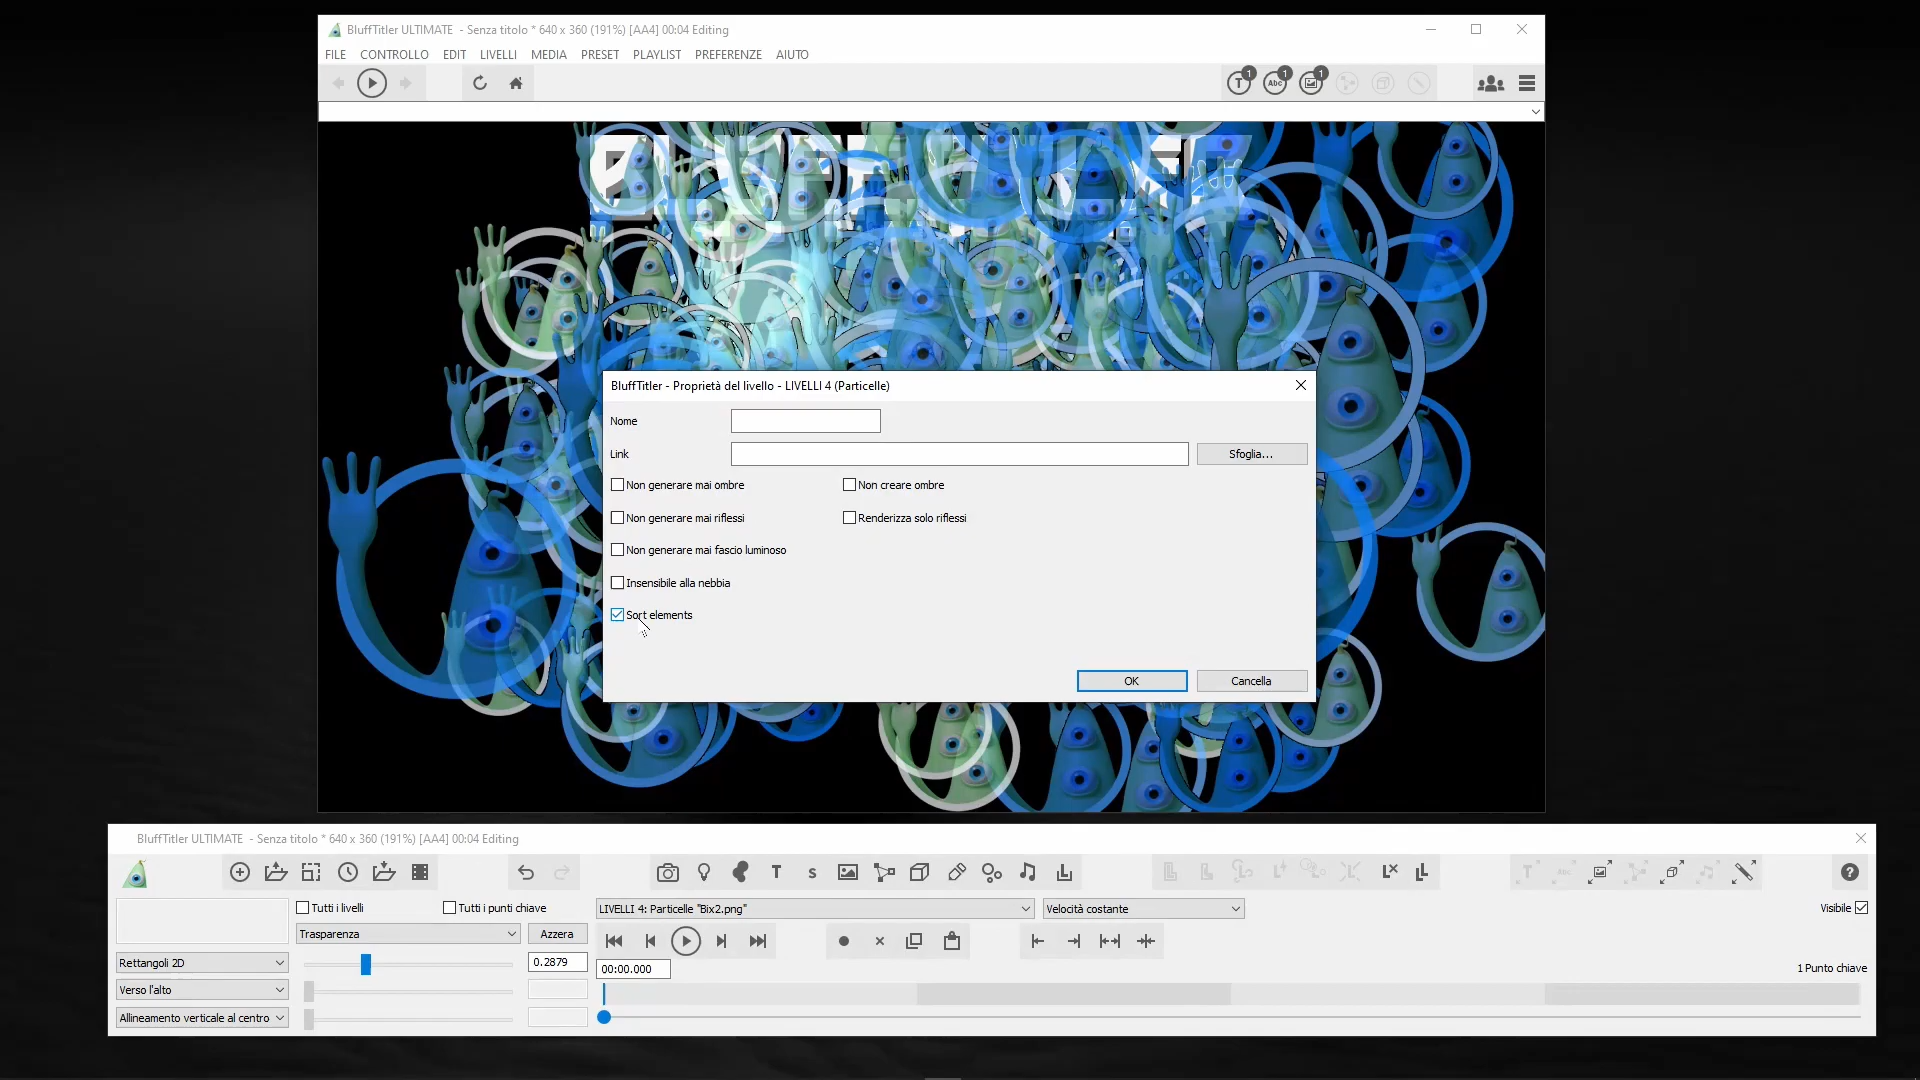 BluffTitler ULTIMATE - Senza titolo * 640 x 360 (191%) [AA4] 00:04 Editing
FILE CONTROLLO EDIT LIVELLI MEDIA PRESET PLAYLIST PREFERENZE AIUTO
T 1 Abc 1 1
BluffTitler - Proprietà del livello - LIVELLI 4 (Particelle)
Nome
Link Sfoglia...
Non generare mai ombre Non creare ombre
Non generare mai riflessi Renderizza solo riflessi
Non generare mai fascio luminoso
Insensibile alla nebbia
Sort elements
OK Cancella
BluffTitler ULTIMATE - Senza titolo * 640 x 360 (191%) [AA4] 00:04 Editing
T S
Tutti i livelli Tutti i punti chiave LIVELLI 4: Particelle "Bix2.png" Velocità costante Visibile
Trasparenza Azzera
Rettangoli 2D 0.2879 00:00.000 1 Punto chiave
Verso l'alto
Allineamento verticale al centro